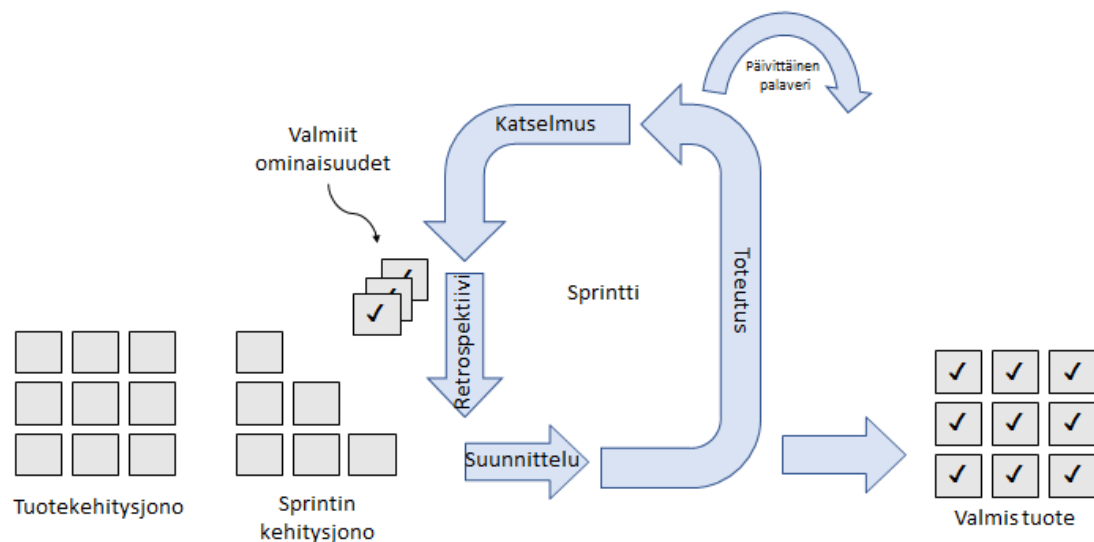 Päivittäinen
palaveri
Katselmus
Valmiit
ominaisuudet
Toteutus
Retrospektiivi
Sprintti
Suunnittelu
Tuotekehitysjono
Sprintin
kehitysjono
Valmis tuote